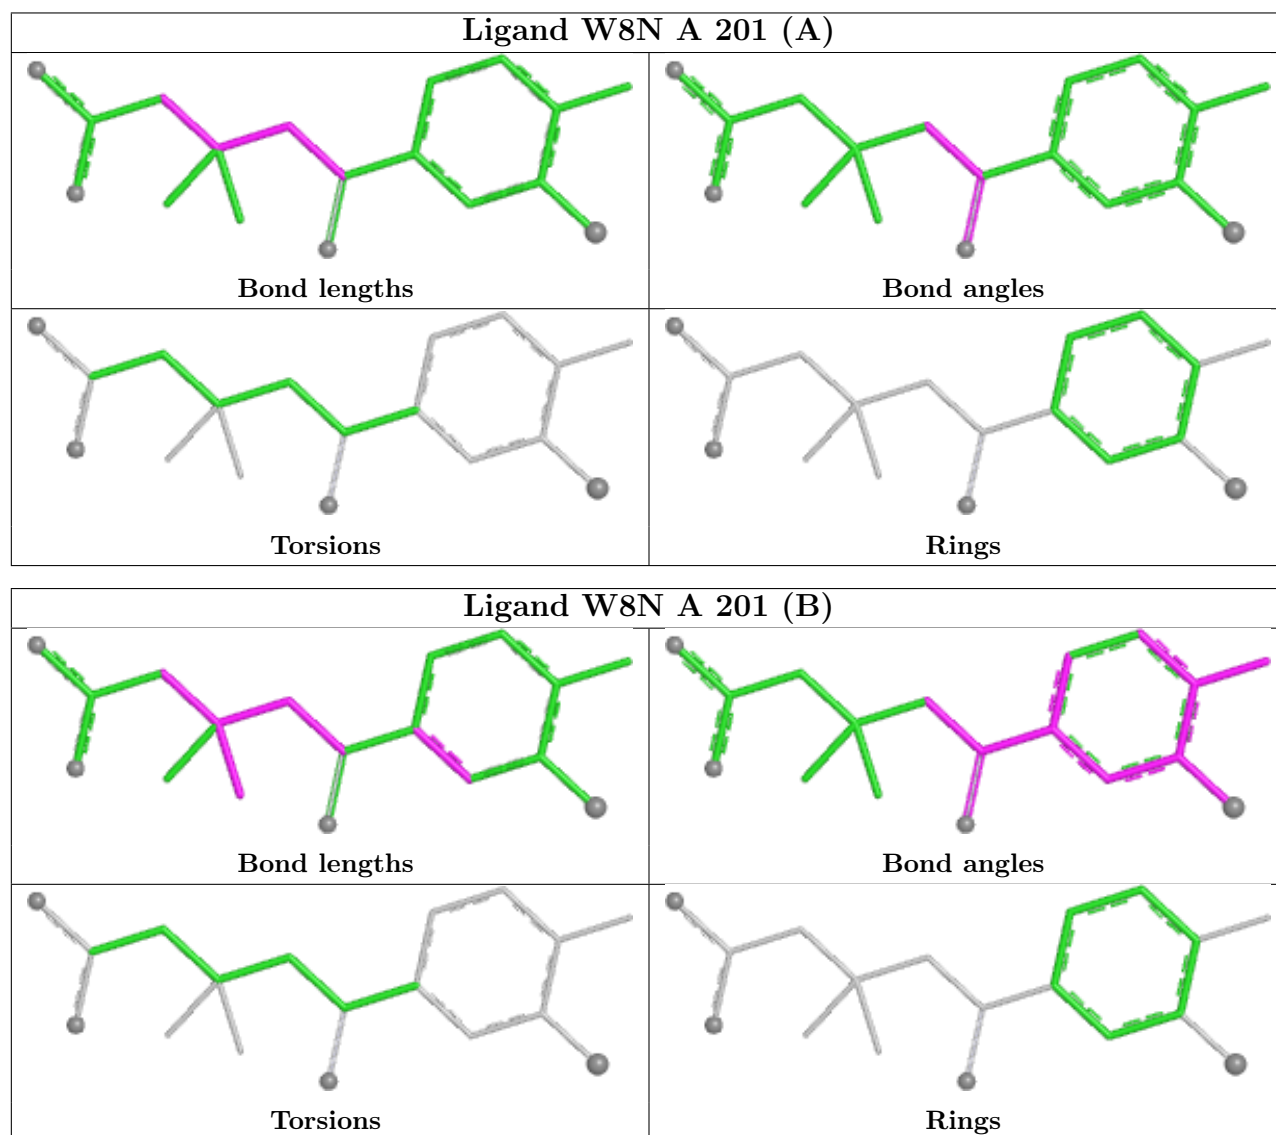 Ligand W8N A 201 (A)
Bond lengths
Bond angles
Torsions
Rings
Ligand W8N A 201 (B)
Bond lengths
Bond angles
Torsions
Rings